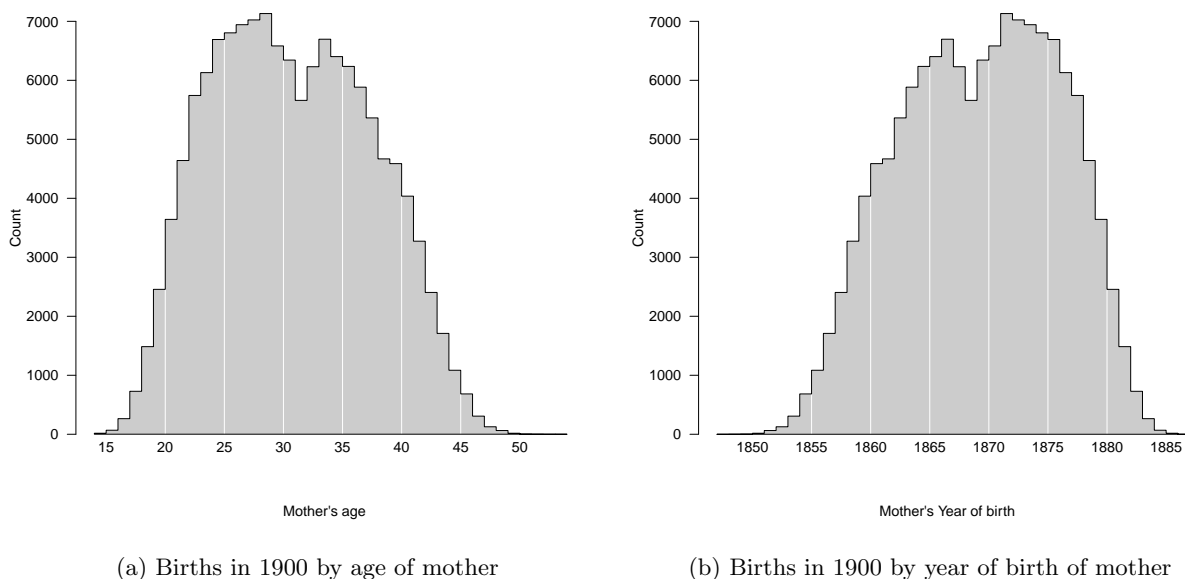 7000
6000
5000
4000
3000
2000
1000
0
Count
15 20 25 30 35 40 45 50
Mother's age
(a) Births in 1900 by age of mother
7000
6000
5000
4000
3000
2000
1000
0
Count
1850 1855 1860 1865 1870 1875 1880 1885
Mother's Year of birth
(b) Births in 1900 by year of birth of mother